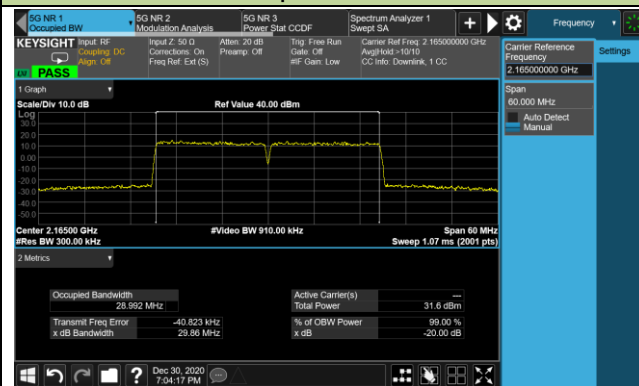 5G NR 1
Occupied BW
5G NR 2
Modulation Analysis
5G NR 3
Power Stat CCDF
Spectrum Analyzer 1
Swept SA
Frequency
KEYSIGHT
Input: RF
Coupling: DC
Align: Off
Input Z: 50 Ω
Corrections: On
Freq Ref: Ext (S)
Atten: 20 dB
Preamp: Off
Trig: Free Run
Gate: Off
#IF Gain: Low
Carrier Ref Freq: 2.165000000 GHz
Avg|Hold:>10/10
CC Info: Downlink, 1 CC
LXI
PASS
Carrier Reference
Frequency
2.165000000 GHz
Settings
Span
60.000 MHz
Auto Detect
Manual
1 Graph
Scale/Div 10.0 dB
Ref Value 40.00 dBm
Log
30.0
20.0
10.0
0.00
-10.0
-20.0
-30.0
-40.0
-50.0
Center 2.16500 GHz
#Video BW 910.00 kHz
Span 60 MHz
#Res BW 300.00 kHz
Sweep 1.07 ms (2001 pts)
2 Metrics
Occupied Bandwidth
28.992 MHz
Active Carrier(s)
---
Total Power
31.6 dBm
Transmit Freq Error
-40.823 kHz
% of OBW Power
99.00 %
x dB Bandwidth
29.86 MHz
x dB
-20.00 dB
Dec 30, 2020
7:04:17 PM